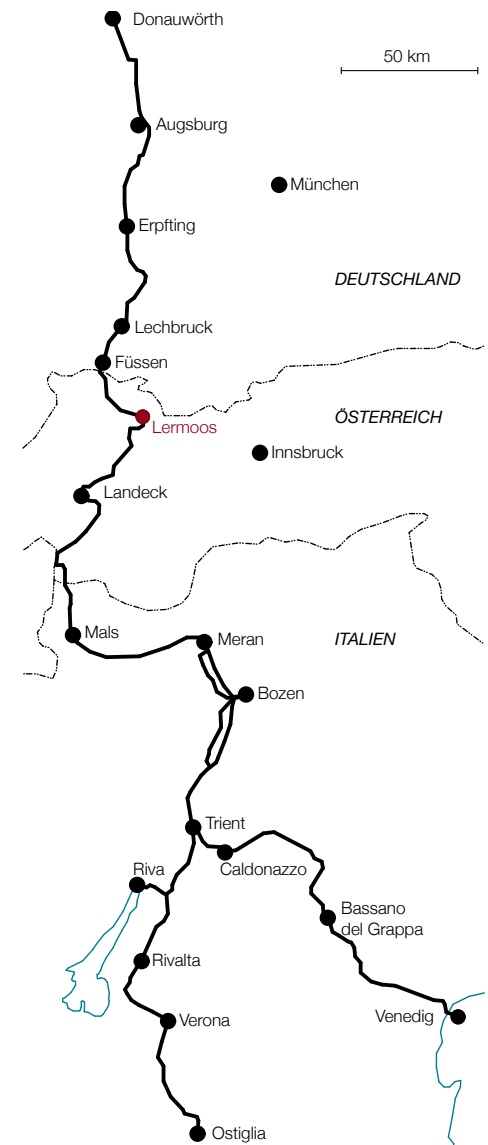 Donauwörth
50 km
Augsburg
München
Erpfting
DEUTSCHLAND
Lechbruck
Füssen
ÖSTERREICH
Lermoos
Innsbruck
Landeck
Mals
Meran
ITALIEN
Bozen
Trient
Caldonazzo
Riva
Bassano
del Grappa
Rivalta
Venedig
Verona
Ostiglia